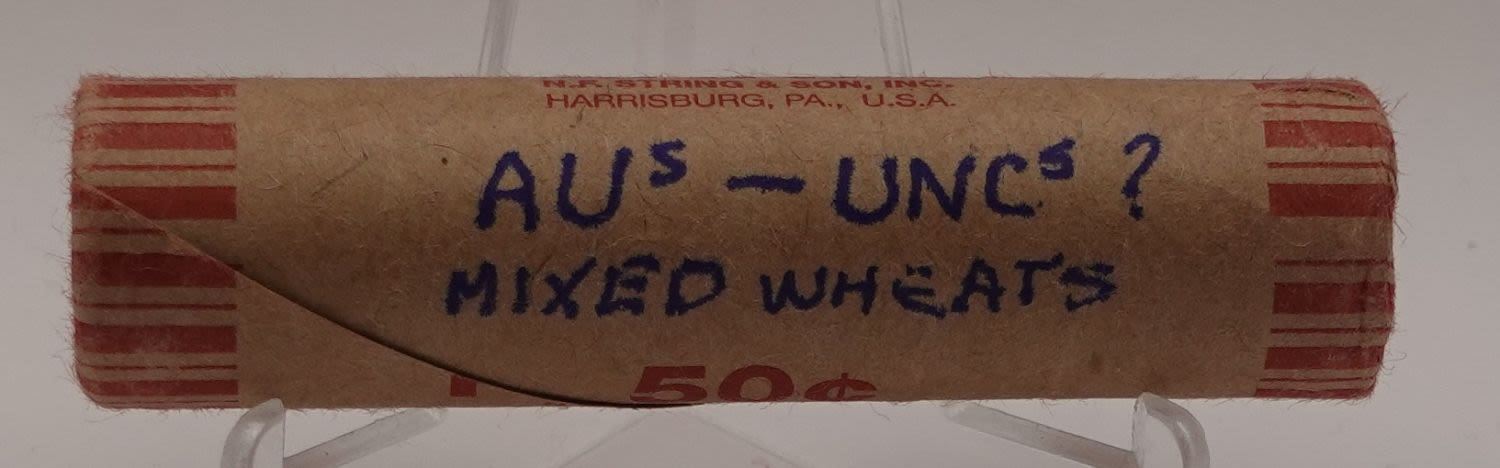 N.F. STRING & SON, INC.
HARRISBURG, PA., U.S.A.
AUs – UNCs ?
MIXED WHEATS
50¢